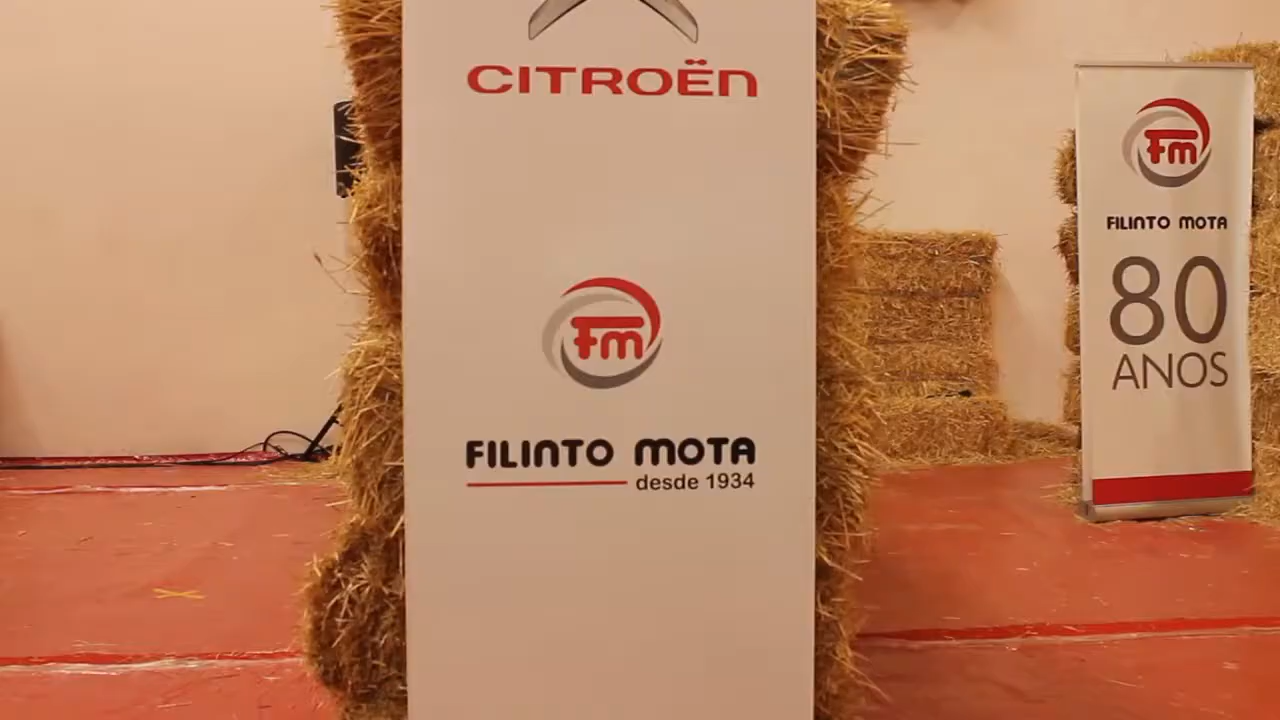 CITROËN
Fm
FILINTO MOTA
desde 1934
Fm
FILINTO MOTA
80
ANOS